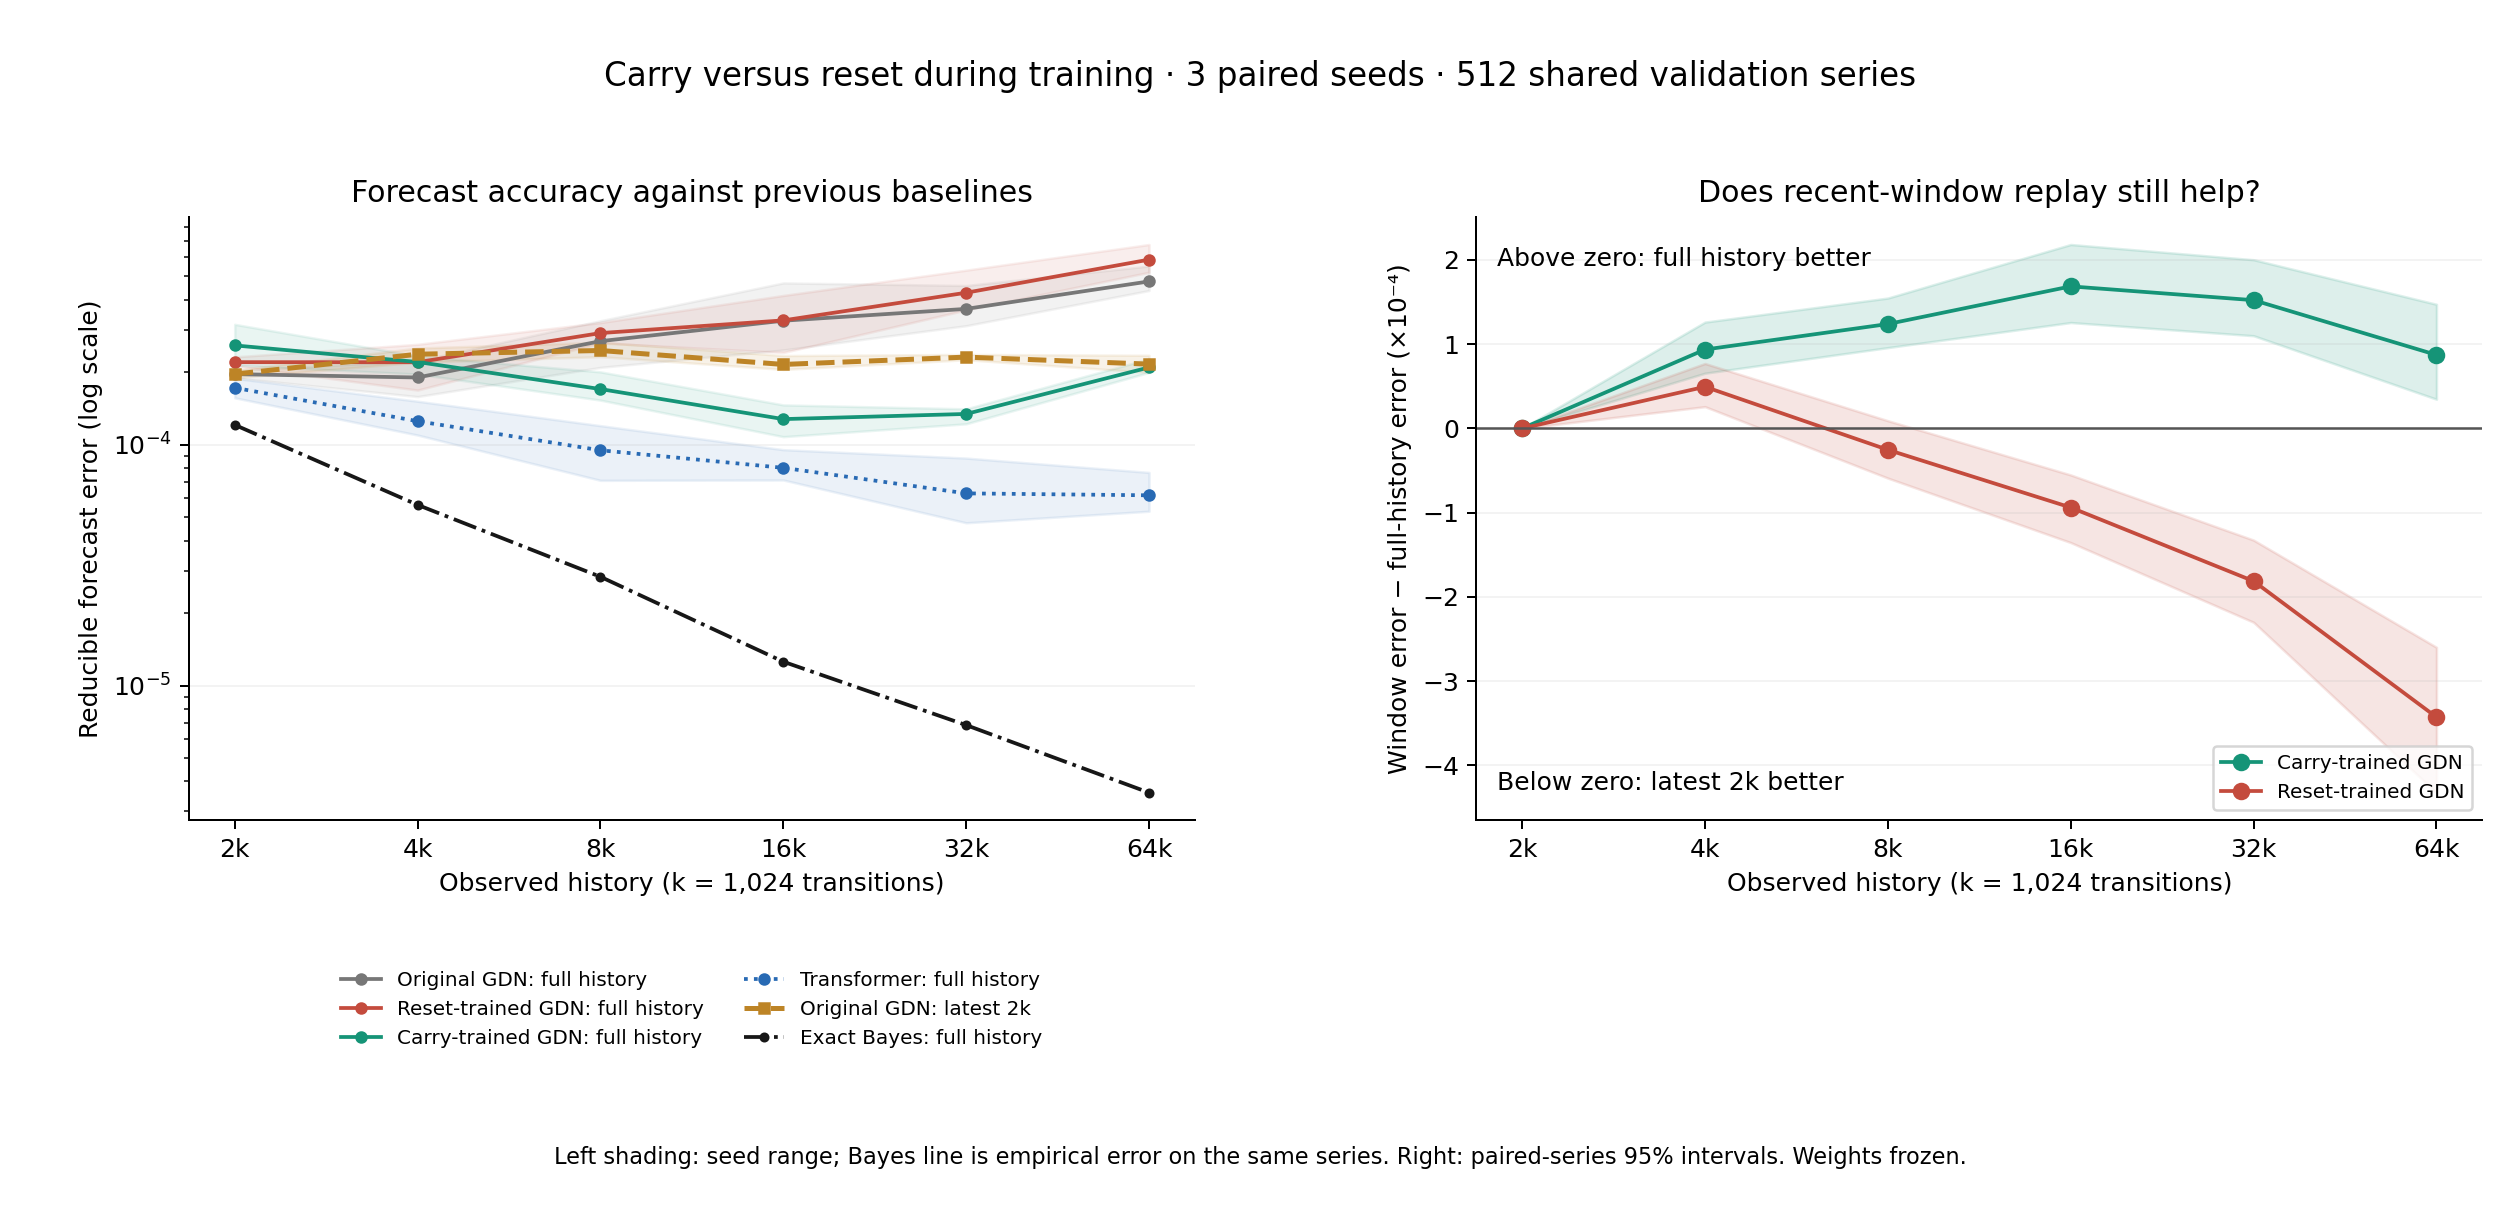 Carry versus reset during training · 3 paired seeds · 512 shared validation series
Forecast accuracy against previous baselines
Reducible forecast error (log scale)
10⁻⁴
10⁻⁵
2k
4k
8k
16k
32k
64k
Observed history (k = 1,024 transitions)
Original GDN: full history
Reset-trained GDN: full history
Carry-trained GDN: full history
Transformer: full history
Original GDN: latest 2k
Exact Bayes: full history
Does recent-window replay still help?
Window error − full-history error (×10⁻⁴)
2
1
0
−1
−2
−3
−4
Above zero: full history better
Below zero: latest 2k better
Carry-trained GDN
Reset-trained GDN
2k
4k
8k
16k
32k
64k
Observed history (k = 1,024 transitions)
Left shading: seed range; Bayes line is empirical error on the same series. Right: paired-series 95% intervals. Weights frozen.